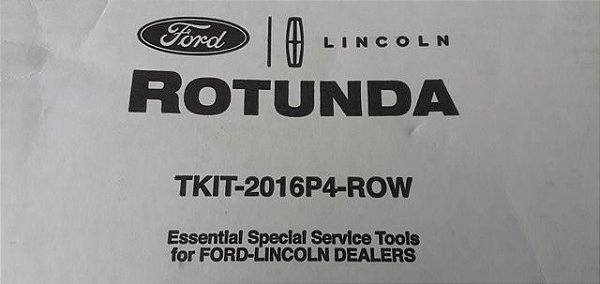 Ford LINCOLN
ROTUNDA
TKIT-2016P4-ROW
Essential Special Service Tools
for FORD-LINCOLN DEALERS